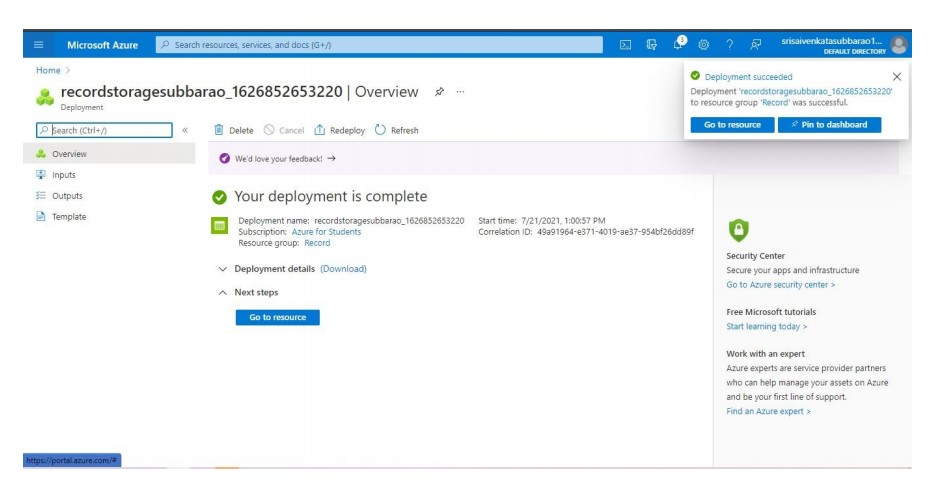 Microsoft Azure
Search resources, services, and docs (G+/)
3
srisaivenkatasubbarao1...
DEFAULT DIRECTORY
Home >
recordstoragesubbarao_1626852653220 | Overview
Deployment
Search (Ctrl+/)
Delete
Cancel
Redeploy
Refresh
Deployment succeeded
Deployment 'recordstoragesubbarao_1626852653220'
to resource group 'Record' was successful.
Go to resource
Pin to dashboard
Overview
Inputs
Outputs
Template
We'd love your feedback! →
Your deployment is complete
Deployment name: recordstoragesubbarao_1626852653220
Subscription: Azure for Students
Resource group: Record
Start time: 7/21/2021, 1:00:57 PM
Correlation ID: 49a91964-e371-4019-ae37-954bf26dd89f
Deployment details (Download)
Next steps
Go to resource
Security Center
Secure your apps and infrastructure
Go to Azure security center >
Free Microsoft tutorials
Start learning today >
Work with an expert
Azure experts are service provider partners
who can help manage your assets on Azure
and be your first line of support.
Find an Azure expert >
https://portal.azure.com/#